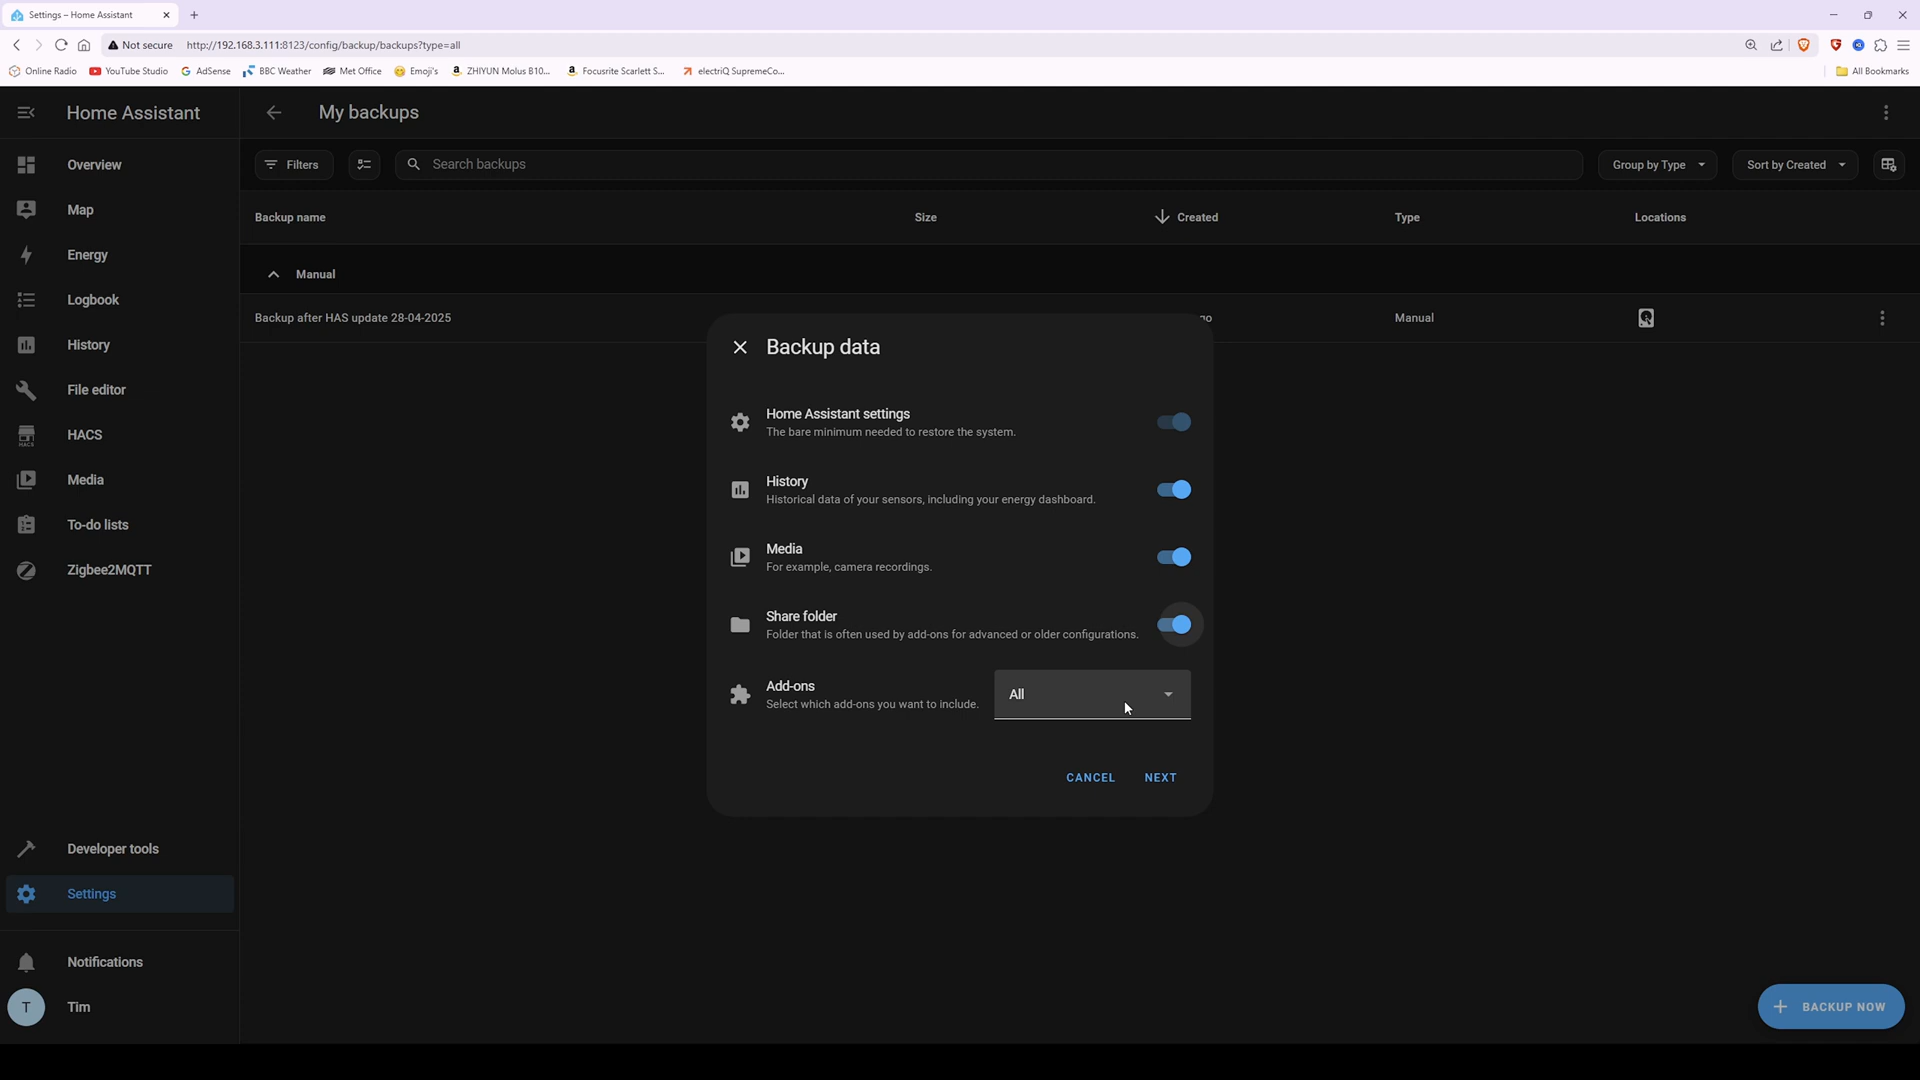 Settings – Home Assistant
Not secure
http://192.168.3.111:8123/config/backup/backups?type=all
Online Radio
YouTube Studio
AdSense
BBC Weather
Met Office
Emoji's
ZHIYUN Molus B10...
Focusrite Scarlett S...
electriQ SupremeCo...
All Bookmarks
Home Assistant
My backups
Overview
Filters
Search backups
Group by Type
Sort by Created
Map
Backup name
Size
Created
Type
Locations
Energy
Manual
Logbook
Backup after HAS update 28-04-2025
go
Manual
History
Backup data
File editor
Home Assistant settings
The bare minimum needed to restore the system.
HACS
HACS
Media
History
Historical data of your sensors, including your energy dashboard.
To-do lists
Media
For example, camera recordings.
Zigbee2MQTT
Share folder
Folder that is often used by add-ons for advanced or older configurations.
Add-ons
Select which add-ons you want to include.
All
CANCEL
NEXT
Developer tools
Settings
Notifications
T
Tim
BACKUP NOW